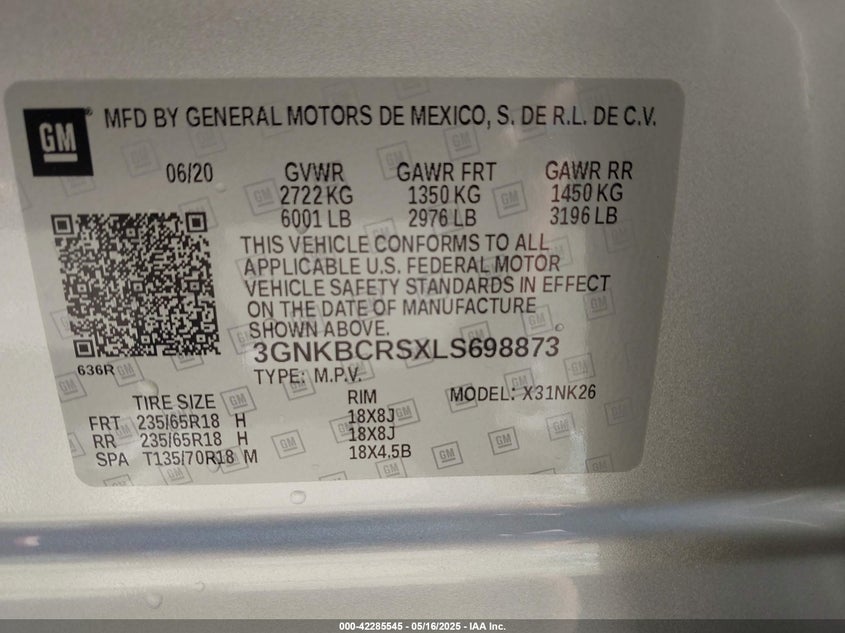 GM ® MFD BY GENERAL MOTORS DE MEXICO, S. DE R.L. DE C.V.
06/20 GVWR GAWR FRT GAWR RR
2722 KG 1350 KG 1450 KG
6001 LB 2976 LB 3196 LB
THIS VEHICLE CONFORMS TO ALL
APPLICABLE U.S. FEDERAL MOTOR
VEHICLE SAFETY STANDARDS IN EFFECT
ON THE DATE OF MANUFACTURE
SHOWN ABOVE.
3GNKBCRSXLS698873
636R
TYPE: M.P.V. MODEL: X31NK26
TIRE SIZE RIM
FRT 235/65R18 H 18X8J
RR 235/65R18 H 18X8J
SPA T135/70R18 M 18X4.5B
000-42285545 - 05/16/2025 - IAA Inc.